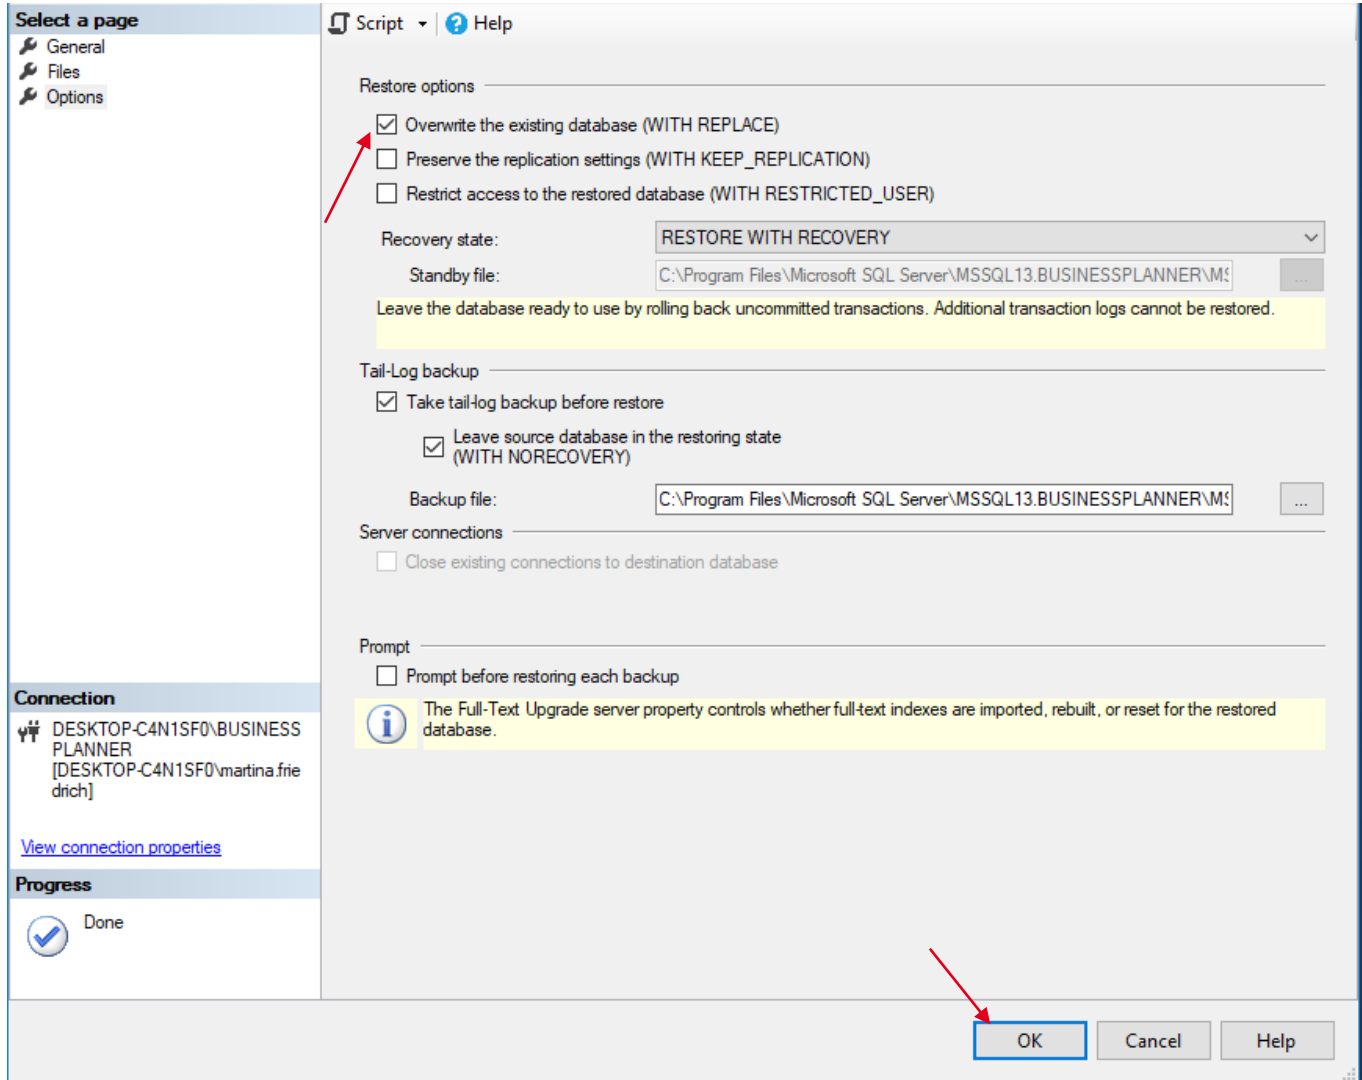 Select a page
General
Files
Options
Script
Help
Restore options
Overwrite the existing database (WITH REPLACE)
Preserve the replication settings (WITH KEEP_REPLICATION)
Restrict access to the restored database (WITH RESTRICTED_USER)
Recovery state:
RESTORE WITH RECOVERY
Standby file:
C:\Program Files\Microsoft SQL Server\MSSQL13.BUSINESSPLANNER\MS
...
Leave the database ready to use by rolling back uncommitted transactions. Additional transaction logs cannot be restored.
Tail-Log backup
Take tail-log backup before restore
Leave source database in the restoring state
(WITH NORECOVERY)
Backup file:
C:\Program Files\Microsoft SQL Server\MSSQL13.BUSINESSPLANNER\MS
...
Server connections
Close existing connections to destination database
Prompt
Prompt before restoring each backup
The Full-Text Upgrade server property controls whether full-text indexes are imported, rebuilt, or reset for the restored
database.
Connection
DESKTOP-C4N1SF0\BUSINESS
PLANNER
[DESKTOP-C4N1SF0\martina.frie
drich]
View connection properties
Progress
Done
OK
Cancel
Help